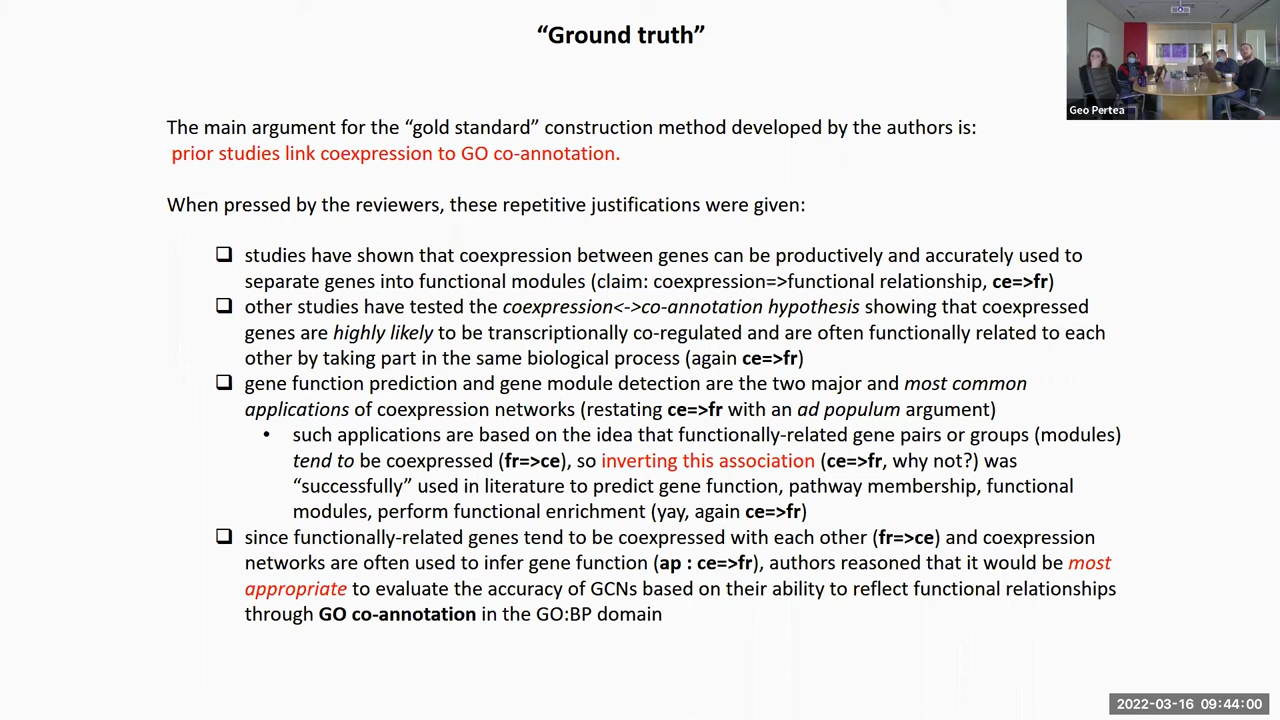 “Ground truth”
Geo Pertea
The main argument for the “gold standard” construction method developed by the authors is:
prior studies link coexpression to GO co-annotation.
When pressed by the reviewers, these repetitive justifications were given:
❑ studies have shown that coexpression between genes can be productively and accurately used to
separate genes into functional modules (claim: coexpression=>functional relationship, ce=>fr)
❑ other studies have tested the coexpression<->co-annotation hypothesis showing that coexpressed
genes are highly likely to be transcriptionally co-regulated and are often functionally related to each
other by taking part in the same biological process (again ce=>fr)
❑ gene function prediction and gene module detection are the two major and most common
applications of coexpression networks (restating ce=>fr with an ad populum argument)
• such applications are based on the idea that functionally-related gene pairs or groups (modules)
tend to be coexpressed (fr=>ce), so inverting this association (ce=>fr, why not?) was
“successfully” used in literature to predict gene function, pathway membership, functional
modules, perform functional enrichment (yay, again ce=>fr)
❑ since functionally-related genes tend to be coexpressed with each other (fr=>ce) and coexpression
networks are often used to infer gene function (ap : ce=>fr), authors reasoned that it would be most
appropriate to evaluate the accuracy of GCNs based on their ability to reflect functional relationships
through GO co-annotation in the GO:BP domain
2022-03-16 09:44:00